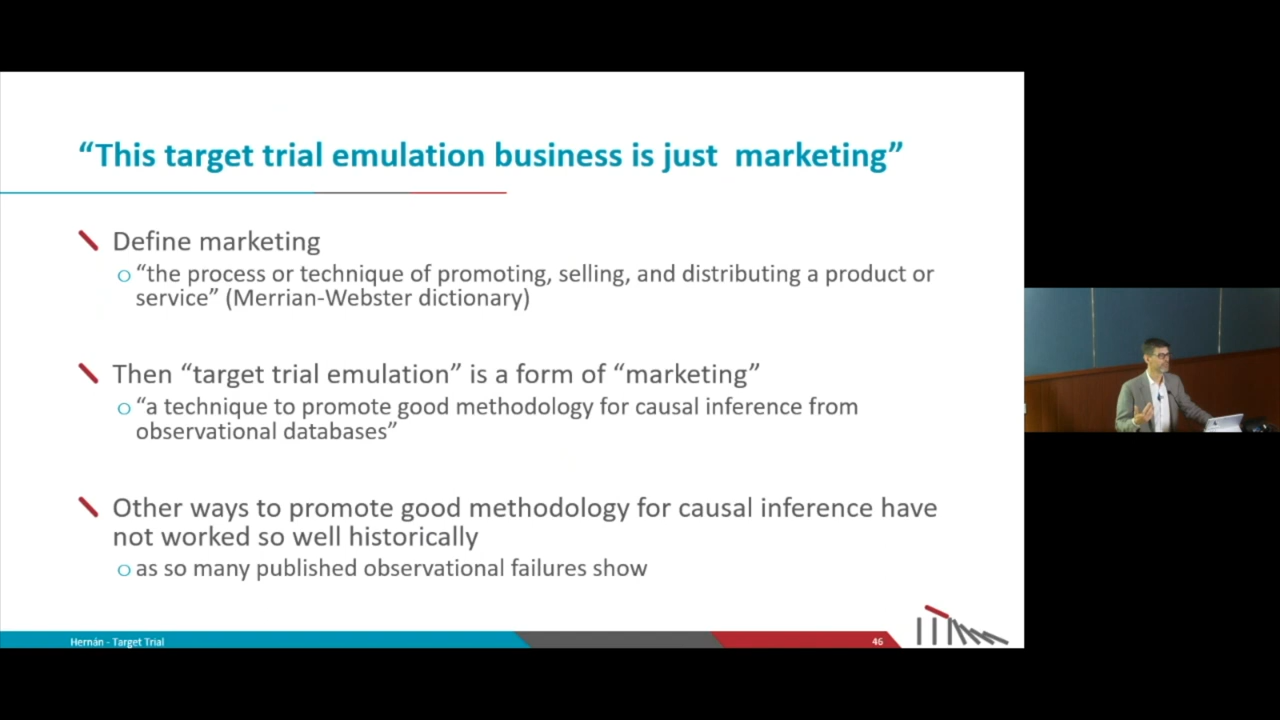 “This target trial emulation business is just  marketing”
Define marketing
“the process or technique of promoting, selling, and distributing a product or
service” (Merrian-Webster dictionary)
Then “target trial emulation” is a form of “marketing”
“a technique to promote good methodology for causal inference from
observational databases”
Other ways to promote good methodology for causal inference have
not worked so well historically
as so many published observational failures show
Hernán - Target Trial
46